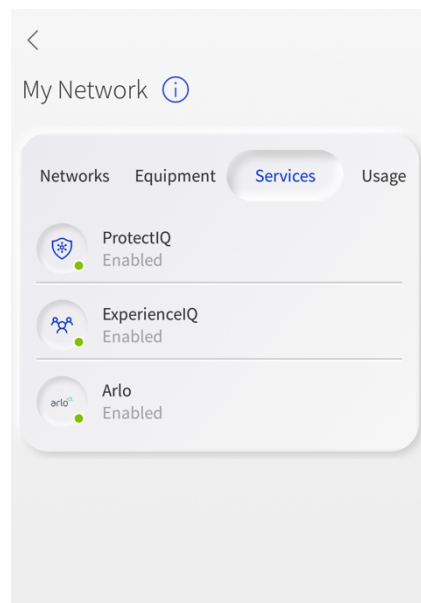 My Network
Networks Equipment Services Usage
ProtectIQ
Enabled
ExperienceIQ
Enabled
arlo
Arlo
Enabled